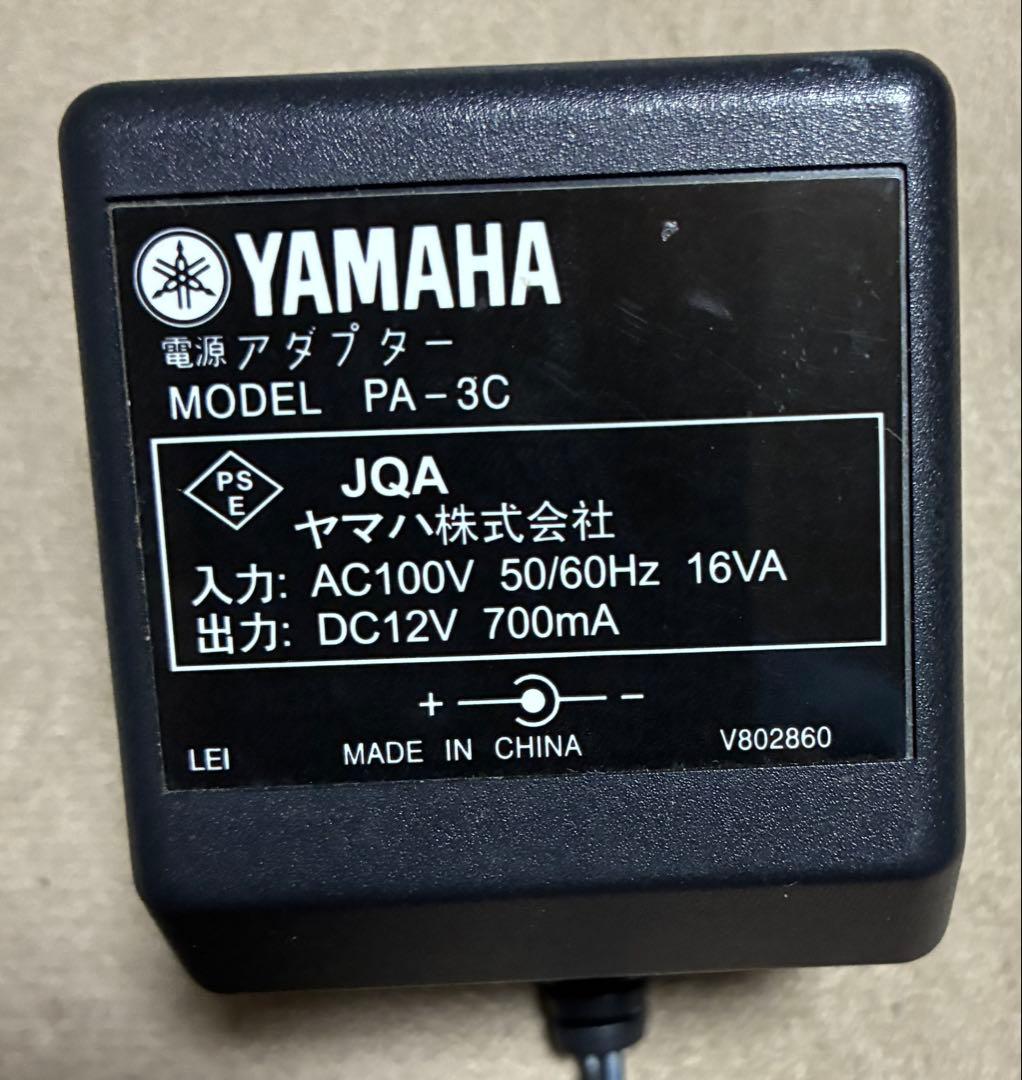 YAMAHA
電源アダプター
MODEL PA-3C
PS
E
JQA
ヤマハ株式会社
入力: AC100V 50/60Hz 16VA
出力: DC12V 700mA
+ −
LEI MADE IN CHINA V802860